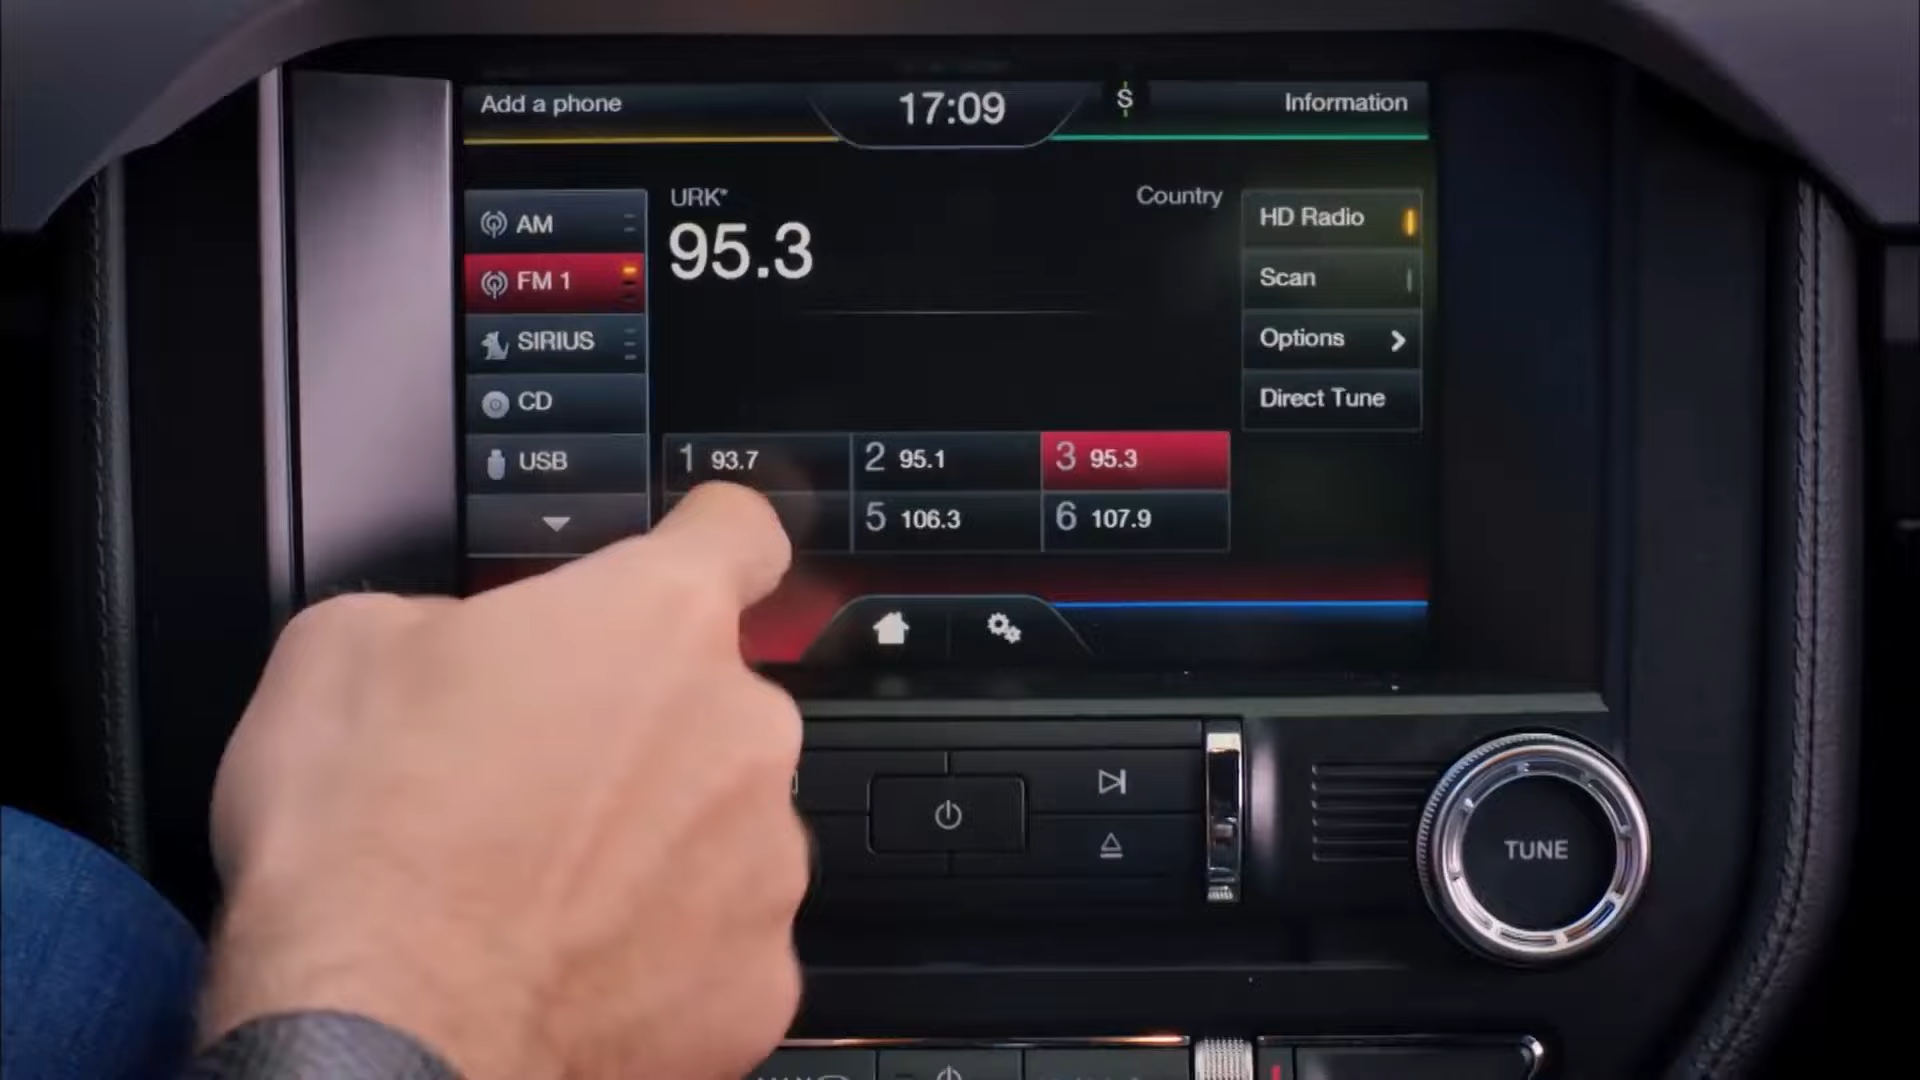 Add a phone
17:09
Information
AM
FM 1
SIRIUS
CD
USB
URK*
95.3
Country
HD Radio
Scan
Options
Direct Tune
1 93.7
2 95.1
3 95.3
5 106.3
6 107.9
TUNE